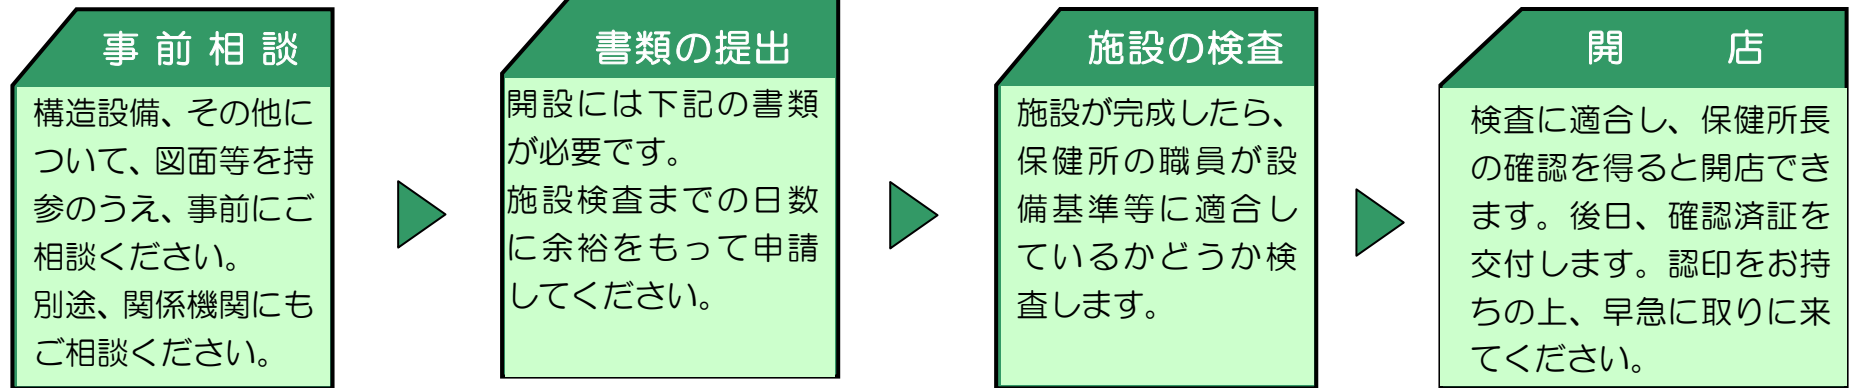 事前相談
構造設備、その他に
ついて、図面等を持
参のうえ、事前にご
相談ください。
別途、関係機関にも
ご相談ください。
書類の提出
開設には下記の書類
が必要です。
施設検査までの日数
に余裕をもって申請
してください。
施設の検査
施設が完成したら、
保健所の職員が設
備基準等に適合し
ているかどうか検
査します。
開店
検査に適合し、保健所長
の確認を得ると開店でき
ます。後日、確認済証を
交付します。認印をお持
ちの上、早急に取りに来
てください。